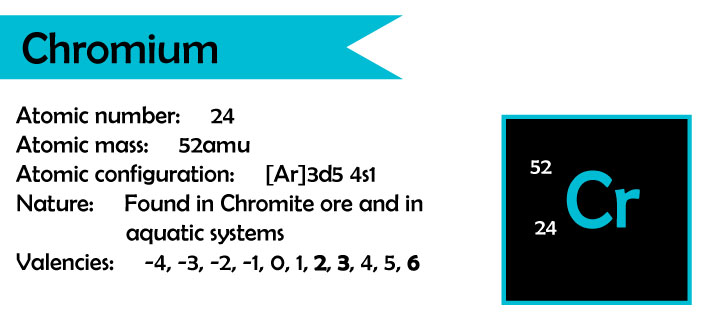 Chromium
Atomic number: 24
Atomic mass: 52amu
Atomic configuration: [Ar]3d5 4s1
Nature: Found in Chromite ore and in
aquatic systems
Valencies: -4, -3, -2, -1, 0, 1, 2, 3, 4, 5, 6
52
Cr
24